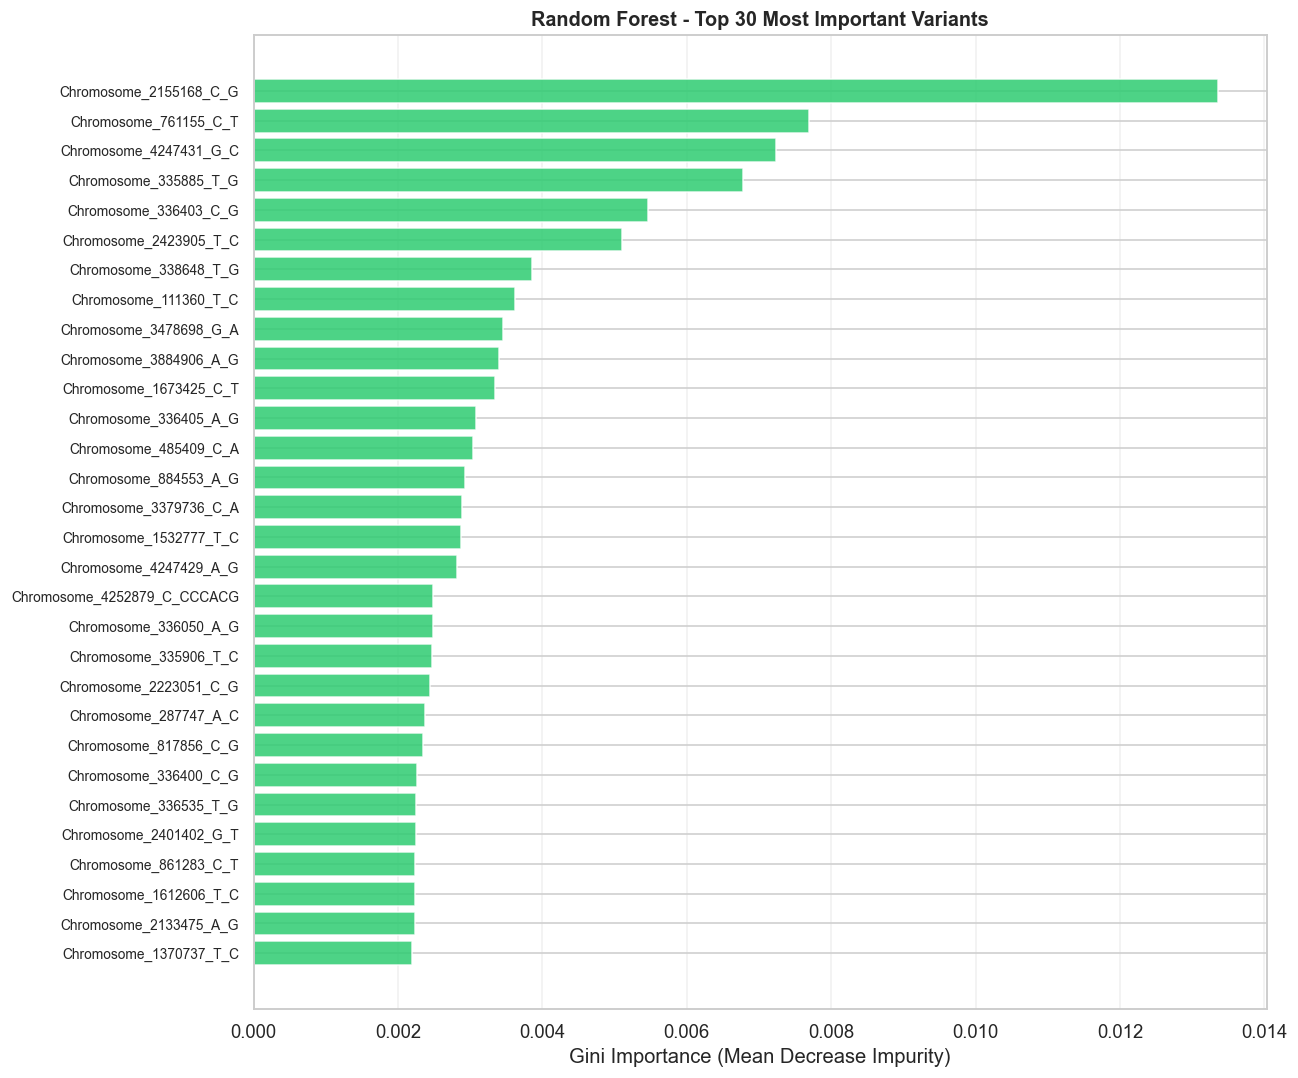 Random Forest - Top 30 Most Important Variants
Chromosome_2155168_C_G
Chromosome_761155_C_T
Chromosome_4247431_G_C
Chromosome_335885_T_G
Chromosome_336403_C_G
Chromosome_2423905_T_C
Chromosome_338648_T_G
Chromosome_111360_T_C
Chromosome_3478698_G_A
Chromosome_3884906_A_G
Chromosome_1673425_C_T
Chromosome_336405_A_G
Chromosome_485409_C_A
Chromosome_884553_A_G
Chromosome_3379736_C_A
Chromosome_1532777_T_C
Chromosome_4247429_A_G
Chromosome_4252879_C_CCCACG
Chromosome_336050_A_G
Chromosome_335906_T_C
Chromosome_2223051_C_G
Chromosome_287747_A_C
Chromosome_817856_C_G
Chromosome_336400_C_G
Chromosome_336535_T_G
Chromosome_2401402_G_T
Chromosome_861283_C_T
Chromosome_1612606_T_C
Chromosome_2133475_A_G
Chromosome_1370737_T_C
0.000 0.002 0.004 0.006 0.008 0.010 0.012 0.014
Gini Importance (Mean Decrease Impurity)